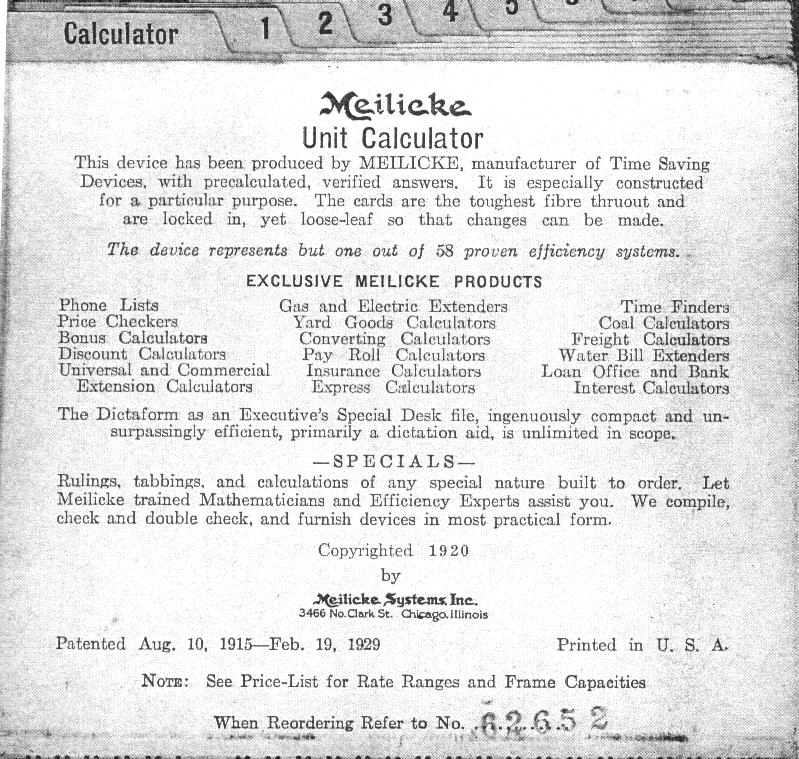 Calculator 1 2 3 4 5
Meilicke
Unit Calculator
This device has been produced by MEILICKE, manufacturer of Time Saving
Devices, with precalculated, verified answers. It is especially constructed
for a particular purpose. The cards are the toughest fibre thruout and
are locked in, yet loose-leaf so that changes can be made.
The device represents but one out of 58 proven efficiency systems.
EXCLUSIVE MEILICKE PRODUCTS
Phone Lists Gas and Electric Extenders Time Finders
Price Checkers Yard Goods Calculators Coal Calculators
Bonus Calculators Converting Calculators Freight Calculators
Discount Calculators Pay Roll Calculators Water Bill Extenders
Universal and Commercial Insurance Calculators Loan Office and Bank
Extension Calculators Express Calculators Interest Calculators
The Dictaform as an Executive's Special Desk file, ingenuously compact and un-
surpassingly efficient, primarily a dictation aid, is unlimited in scope.
—SPECIALS—
Rulings, tabbings, and calculations of any special nature built to order. Let
Meilicke trained Mathematicians and Efficiency Experts assist you. We compile,
check and double check, and furnish devices in most practical form.
Copyrighted 1920
by
Meilicke Systems, Inc.
3466 No. Clark St. Chicago, Illinois
Patented Aug. 10, 1915—Feb. 19, 1929 Printed in U. S. A.
NOTE: See Price-List for Rate Ranges and Frame Capacities
When Reordering Refer to No. 62652